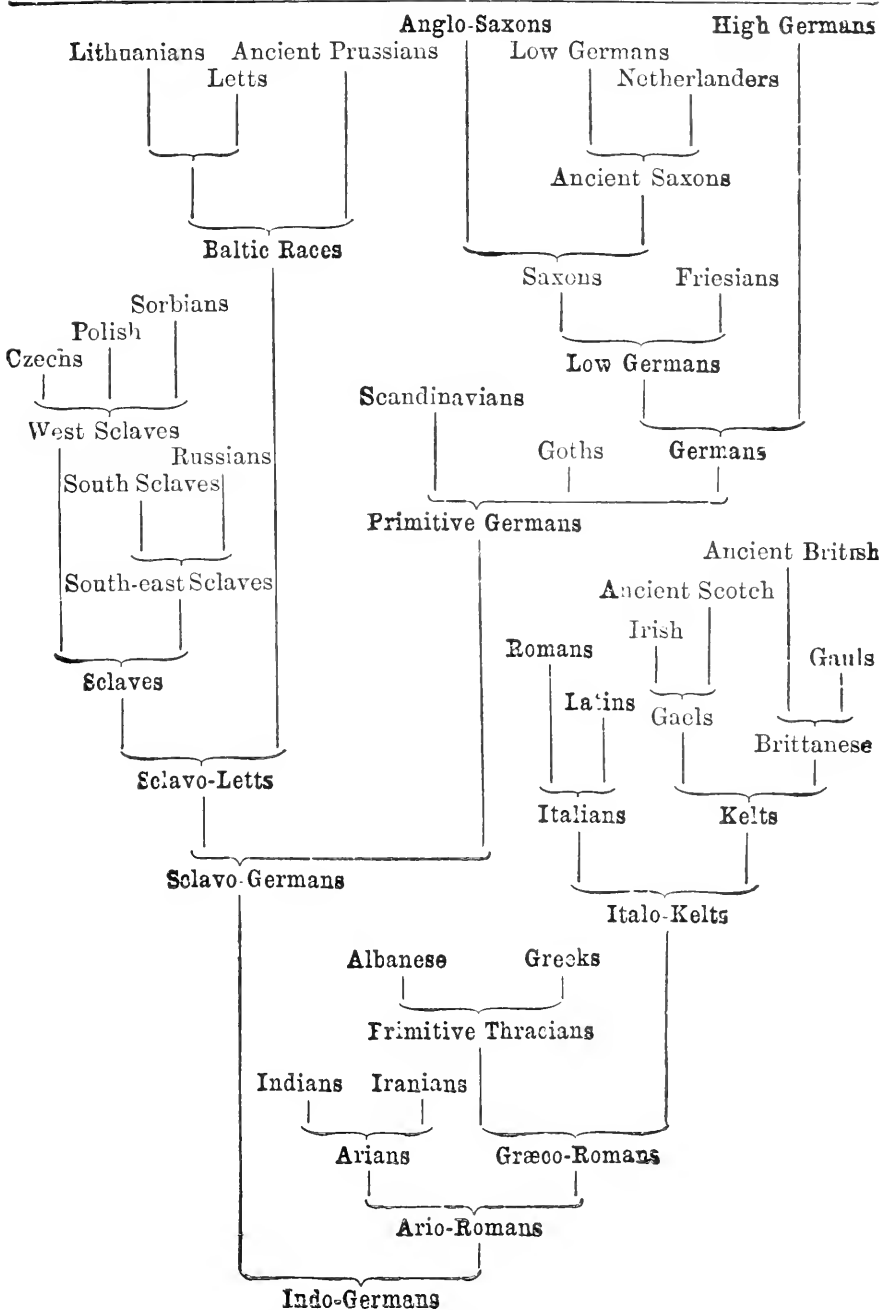 Anglo-Saxons High Germans
Lithuanians Ancient Prussians Low Germans
Letts Netherlanders
Ancient Saxons
Baltic Races
Saxons Friesians
Sorbians
Polish
Czechs
Low Germans
Scandinavians
West Sclaves
Russians Goths Germans
South Sclaves
Primitive Germans
Ancient British
South-east Sclaves Ancient Scotch
Irish
Romans Gauls
Sclaves
Latins Gaels
Brittanese
Sclavo-Letts
Italians Kelts
Sclavo-Germans
Italo-Kelts
Albanese Greeks
Primitive Thracians
Indians Iranians
Arians Græco-Romans
Ario-Romans
Indo-Germans